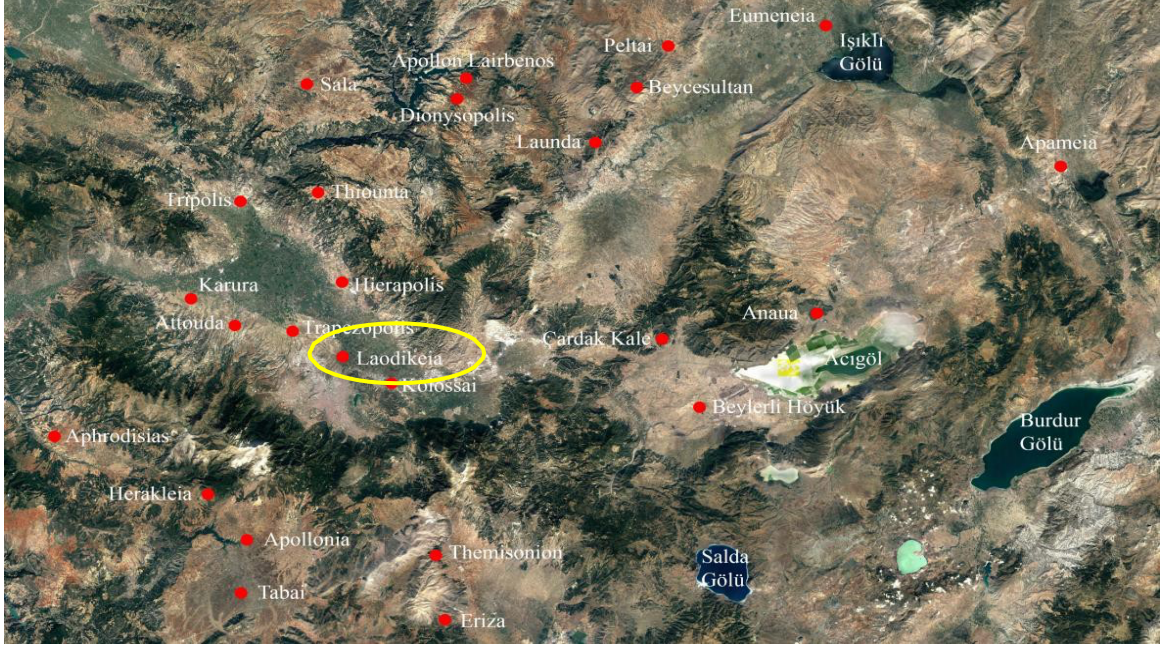 Eumeneia
Işıklı
Gölü
Peltai
Apollon Lairbenos
Sala
Beycesultan
Dionysopolis
Launda
Apameia
Thiounta
Tripolis
Karura
Hierapolis
Anaua
Attouda
Trapezopolis
Çardak Kale
Laodikeia
Acıgöl
Kolossai
Beylerli Höyük
Burdur
Gölü
Aphrodisias
Herakleia
Apollonia
Themisonion
Salda
Gölü
Tabai
Eriza